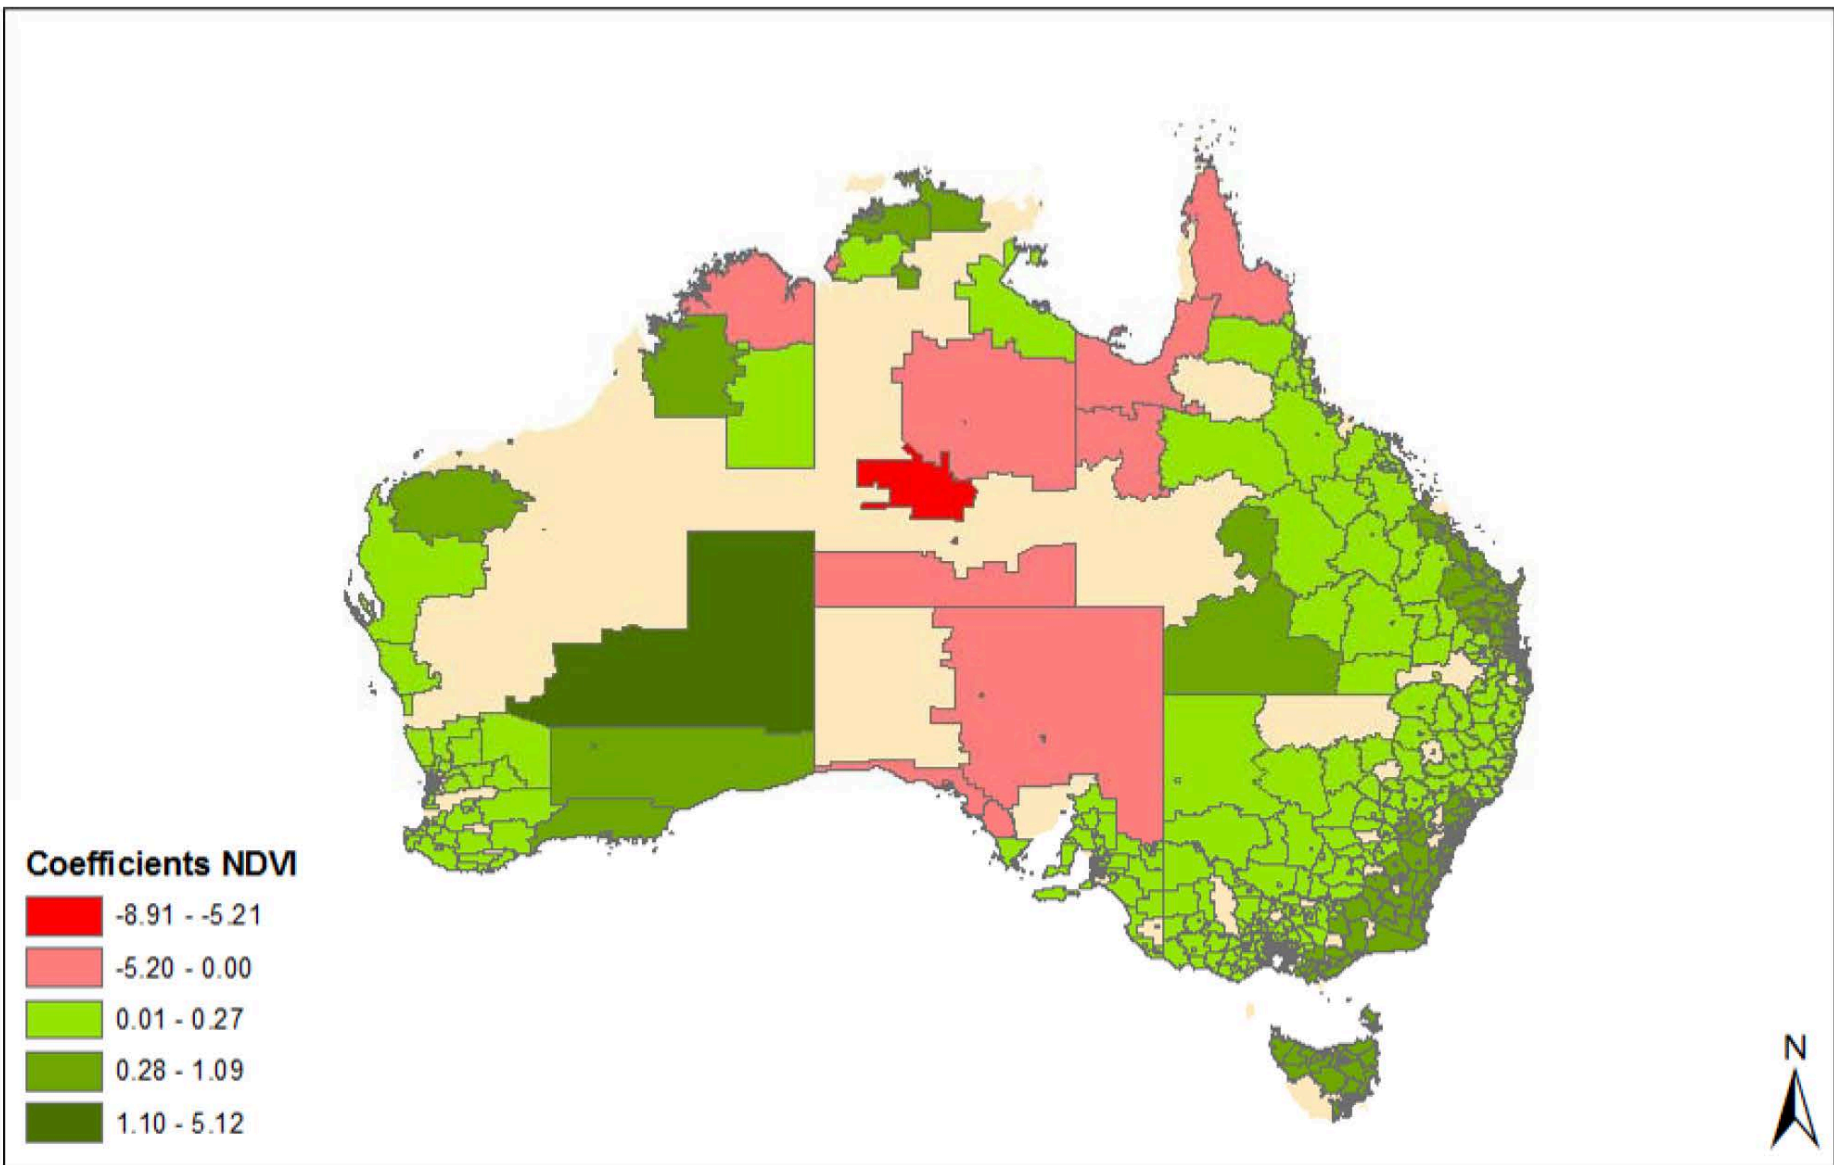 Coefficients NDVI
-8.91 - -5.21
-5.20 - 0.00
0.01 - 0.27
0.28 - 1.09
1.10 - 5.12
N